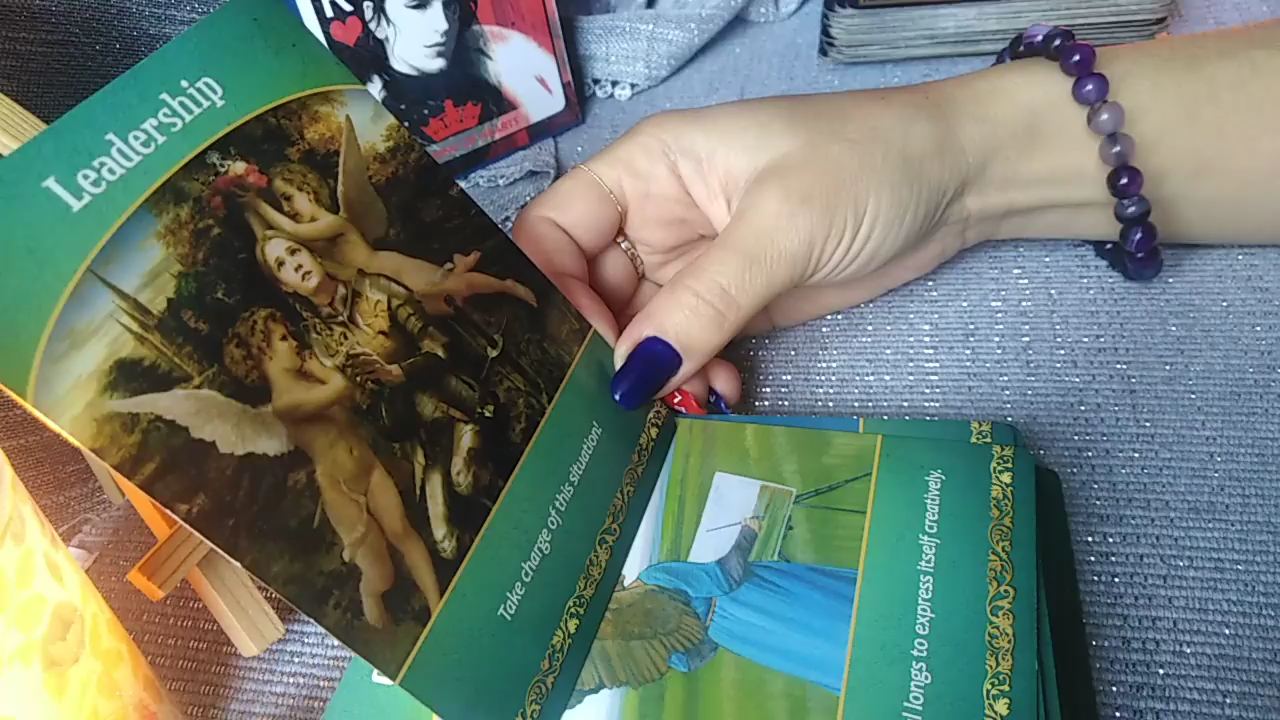 Leadership
Take charge of this situation!
l longs to express itself creatively.
K